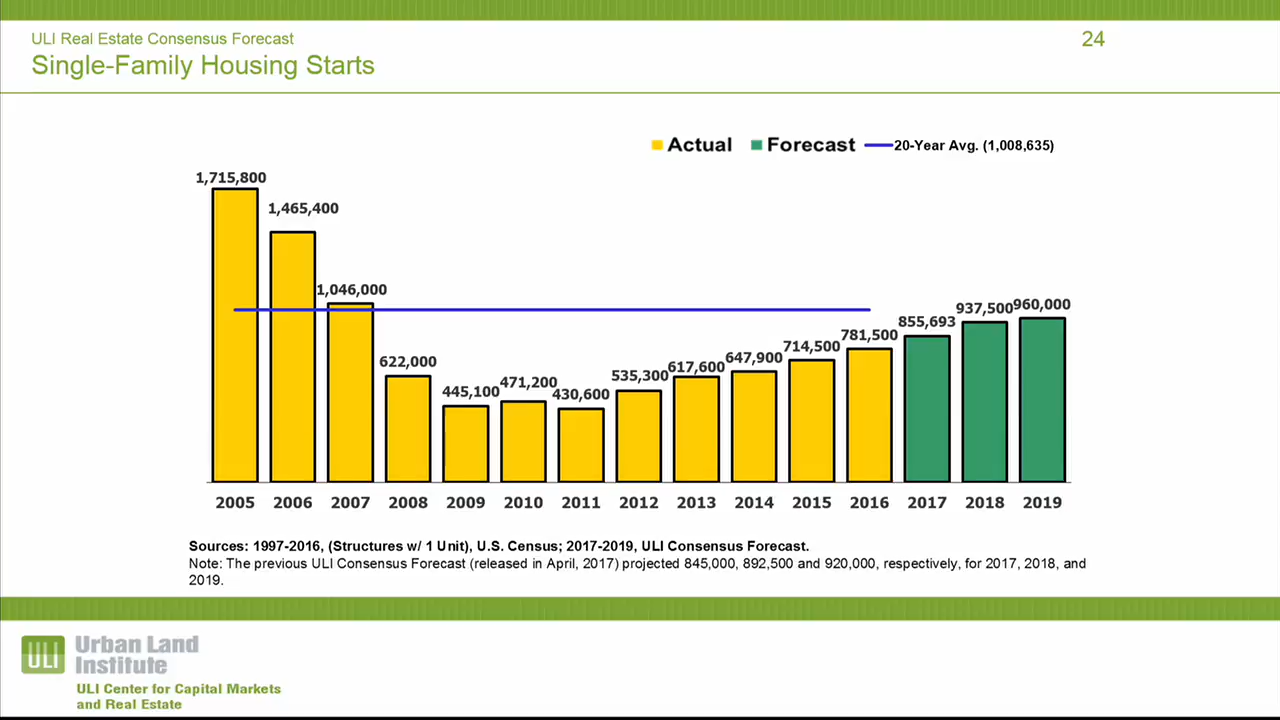 ULI Real Estate Consensus Forecast
24
Single-Family Housing Starts
Actual Forecast 20-Year Avg. (1,008,635)
1,715,800
1,465,400
1,046,000
622,000
445,100
471,200
430,600
535,300
617,600
647,900
714,500
781,500
855,693
937,500
960,000
2005 2006 2007 2008 2009 2010 2011 2012 2013 2014 2015 2016 2017 2018 2019
Sources: 1997-2016, (Structures w/ 1 Unit), U.S. Census; 2017-2019, ULI Consensus Forecast.
Note: The previous ULI Consensus Forecast (released in April, 2017) projected 845,000, 892,500 and 920,000, respectively, for 2017, 2018, and
2019.
ULI Urban Land
Institute
ULI Center for Capital Markets
and Real Estate